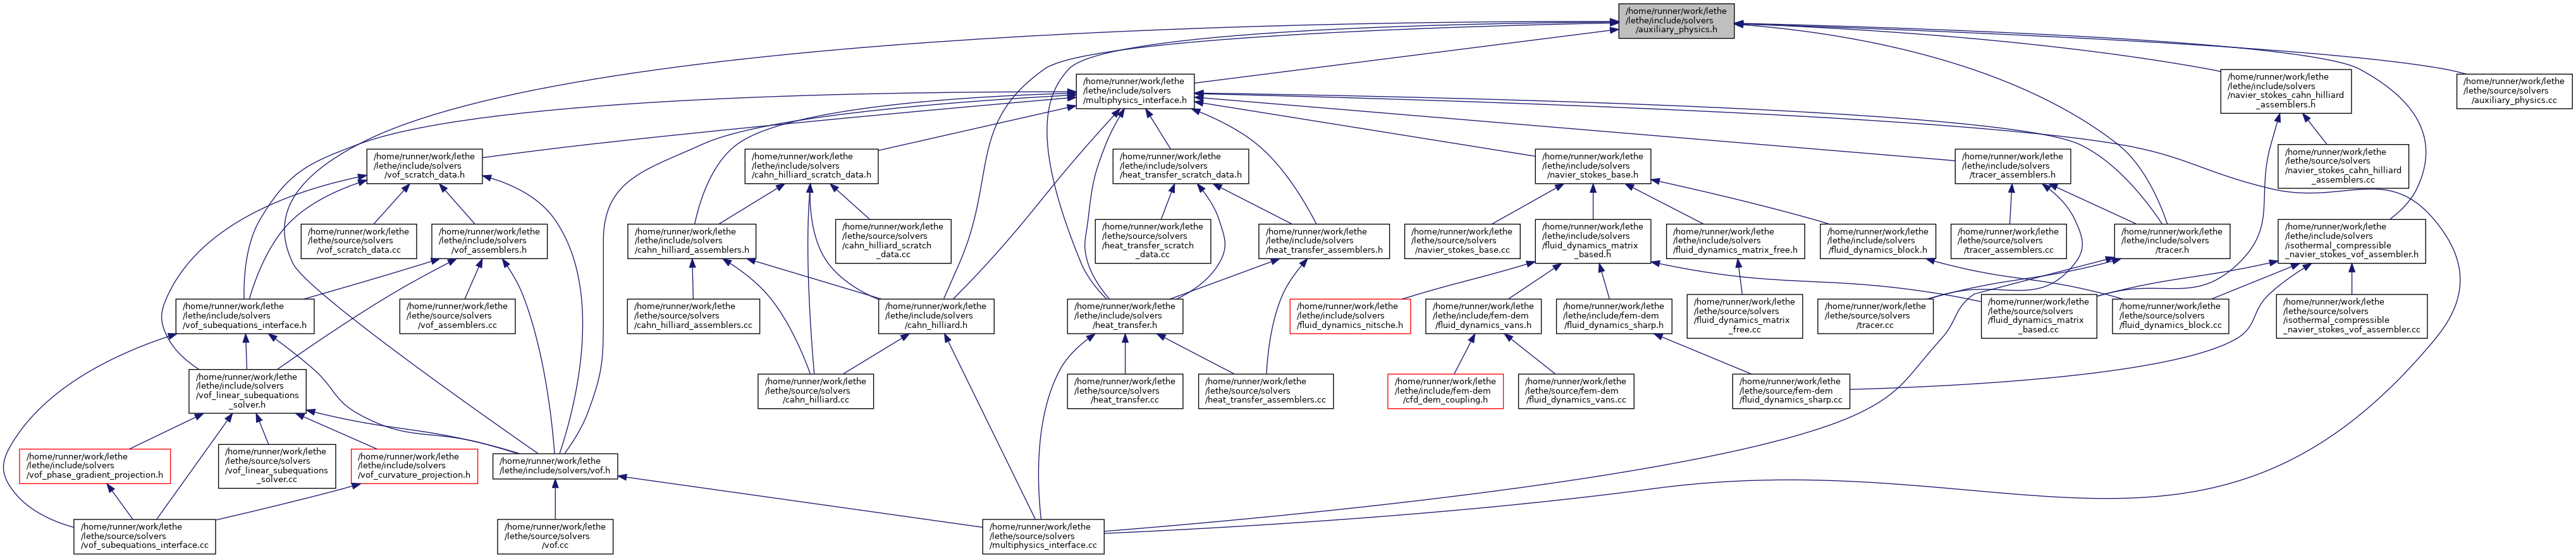 /home/runner/work/lethe
/lethe/include/solvers
/auxiliary_physics.h
/home/runner/work/lethe
/lethe/include/solvers
/multiphysics_interface.h
/home/runner/work/lethe
/lethe/include/solvers
/navier_stokes_cahn_hilliard
_assemblers.h
/home/runner/work/lethe
/lethe/source/solvers
/auxiliary_physics.cc
/home/runner/work/lethe
/lethe/include/solvers
/vof_scratch_data.h
/home/runner/work/lethe
/lethe/include/solvers
/cahn_hilliard_scratch_data.h
/home/runner/work/lethe
/lethe/include/solvers
/heat_transfer_scratch_data.h
/home/runner/work/lethe
/lethe/include/solvers
/navier_stokes_base.h
/home/runner/work/lethe
/lethe/include/solvers
/tracer_assemblers.h
/home/runner/work/lethe
/lethe/source/solvers
/navier_stokes_cahn_hilliard
_assemblers.cc
/home/runner/work/lethe
/lethe/source/solvers
/vof_scratch_data.cc
/home/runner/work/lethe
/lethe/include/solvers
/vof_assemblers.h
/home/runner/work/lethe
/lethe/include/solvers
/cahn_hilliard_assemblers.h
/home/runner/work/lethe
/lethe/source/solvers
/cahn_hilliard_scratch
_data.cc
/home/runner/work/lethe
/lethe/source/solvers
/heat_transfer_scratch
_data.cc
/home/runner/work/lethe
/lethe/include/solvers
/heat_transfer_assemblers.h
/home/runner/work/lethe
/lethe/source/solvers
/navier_stokes_base.cc
/home/runner/work/lethe
/lethe/include/solvers
/fluid_dynamics_matrix
_based.h
/home/runner/work/lethe
/lethe/include/solvers
/fluid_dynamics_matrix_free.h
/home/runner/work/lethe
/lethe/include/solvers
/fluid_dynamics_block.h
/home/runner/work/lethe
/lethe/source/solvers
/tracer_assemblers.cc
/home/runner/work/lethe
/lethe/include/solvers
/tracer.h
/home/runner/work/lethe
/lethe/include/solvers
/isothermal_compressible
_navier_stokes_vof_assembler.h
/home/runner/work/lethe
/lethe/include/solvers
/vof_subequations_interface.h
/home/runner/work/lethe
/lethe/source/solvers
/vof_assemblers.cc
/home/runner/work/lethe
/lethe/source/solvers
/cahn_hilliard_assemblers.cc
/home/runner/work/lethe
/lethe/include/solvers
/cahn_hilliard.h
/home/runner/work/lethe
/lethe/include/solvers
/heat_transfer.h
/home/runner/work/lethe
/lethe/include/solvers
/fluid_dynamics_nitsche.h
/home/runner/work/lethe
/lethe/include/fem-dem
/fluid_dynamics_vans.h
/home/runner/work/lethe
/lethe/include/fem-dem
/fluid_dynamics_sharp.h
/home/runner/work/lethe
/lethe/source/solvers
/fluid_dynamics_matrix
_free.cc
/home/runner/work/lethe
/lethe/source/solvers
/tracer.cc
/home/runner/work/lethe
/lethe/source/solvers
/fluid_dynamics_matrix
_based.cc
/home/runner/work/lethe
/lethe/source/solvers
/fluid_dynamics_block.cc
/home/runner/work/lethe
/lethe/source/solvers
/isothermal_compressible
_navier_stokes_vof_assembler.cc
/home/runner/work/lethe
/lethe/include/solvers
/vof_linear_subequations
_solver.h
/home/runner/work/lethe
/lethe/source/solvers
/cahn_hilliard.cc
/home/runner/work/lethe
/lethe/source/solvers
/heat_transfer.cc
/home/runner/work/lethe
/lethe/source/solvers
/heat_transfer_assemblers.cc
/home/runner/work/lethe
/lethe/include/fem-dem
/cfd_dem_coupling.h
/home/runner/work/lethe
/lethe/source/fem-dem
/fluid_dynamics_vans.cc
/home/runner/work/lethe
/lethe/source/fem-dem
/fluid_dynamics_sharp.cc
/home/runner/work/lethe
/lethe/include/solvers
/vof_phase_gradient_projection.h
/home/runner/work/lethe
/lethe/source/solvers
/vof_linear_subequations
_solver.cc
/home/runner/work/lethe
/lethe/include/solvers
/vof_curvature_projection.h
/home/runner/work/lethe
/lethe/include/solvers/vof.h
/home/runner/work/lethe
/lethe/source/solvers
/vof_subequations_interface.cc
/home/runner/work/lethe
/lethe/source/solvers
/vof.cc
/home/runner/work/lethe
/lethe/source/solvers
/multiphysics_interface.cc